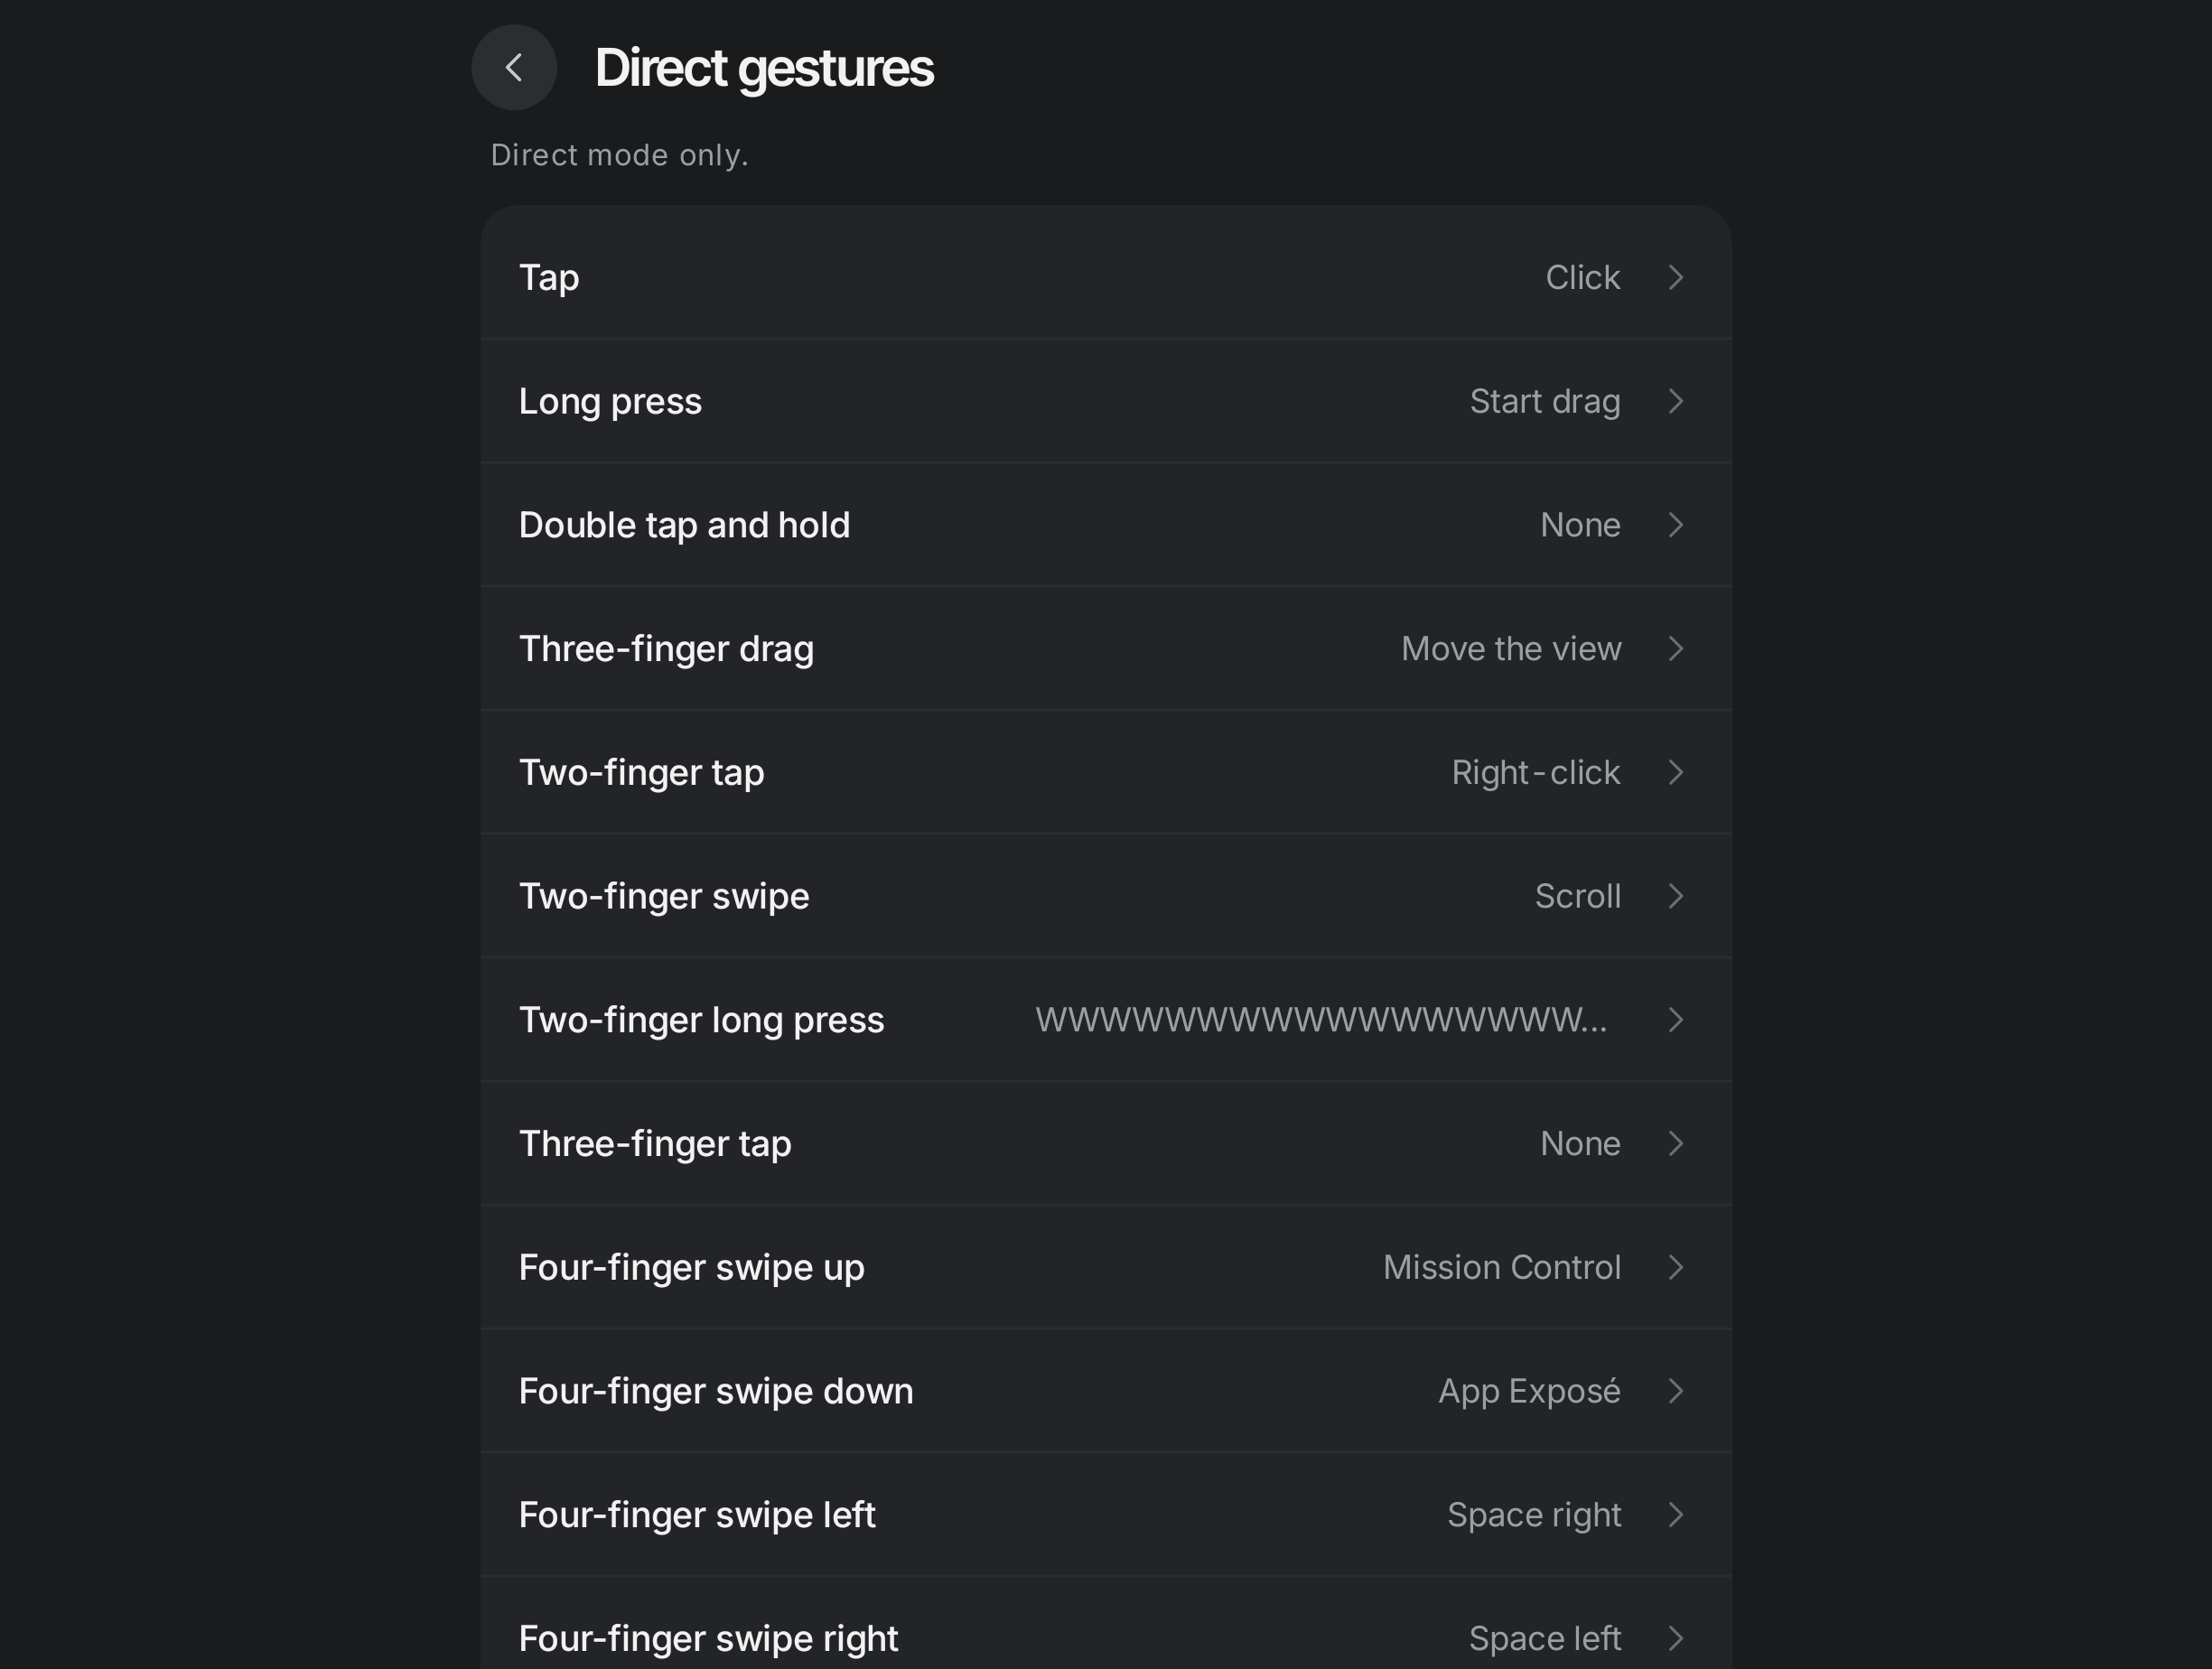 Direct gestures
Direct mode only.
Tap Click
Long press Start drag
Double tap and hold None
Three-finger drag Move the view
Two-finger tap Right-click
Two-finger swipe Scroll
Two-finger long press WWWWWWWWWWWWWWWWW...
Three-finger tap None
Four-finger swipe up Mission Control
Four-finger swipe down App Exposé
Four-finger swipe left Space right
Four-finger swipe right Space left